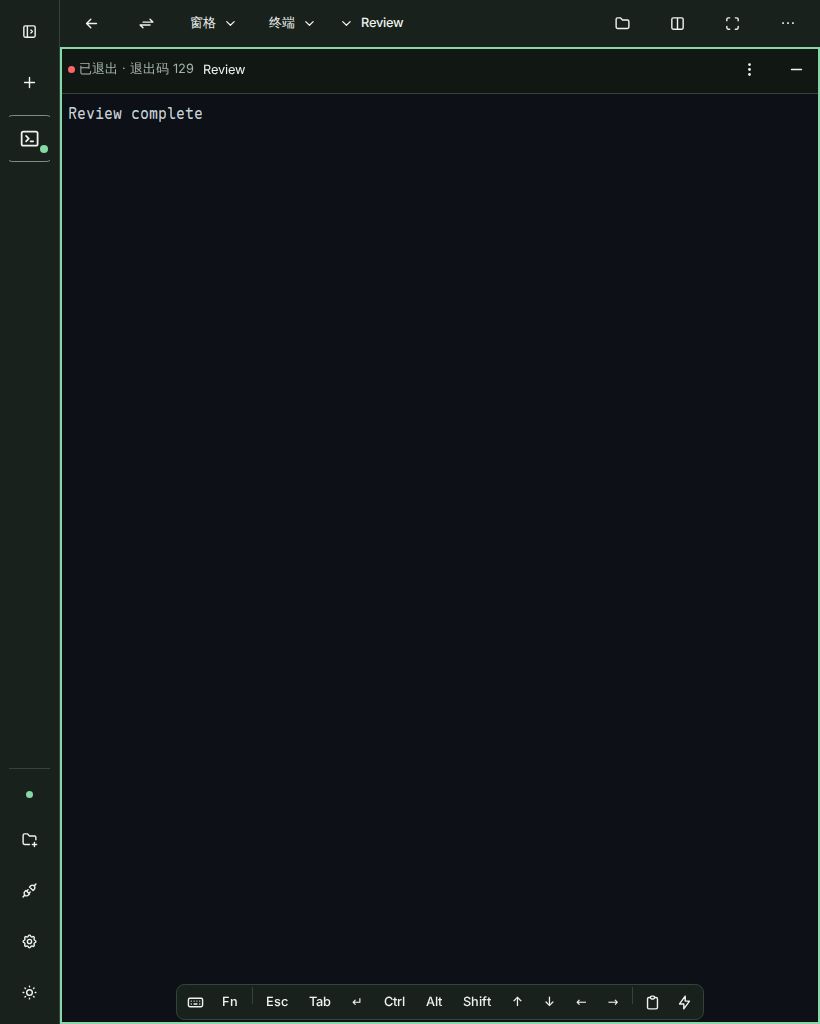 窗格 终端 Review
已退出 · 退出码 129 Review
Review complete
Fn Esc Tab ↵ Ctrl Alt Shift ↑ ↓ ← →